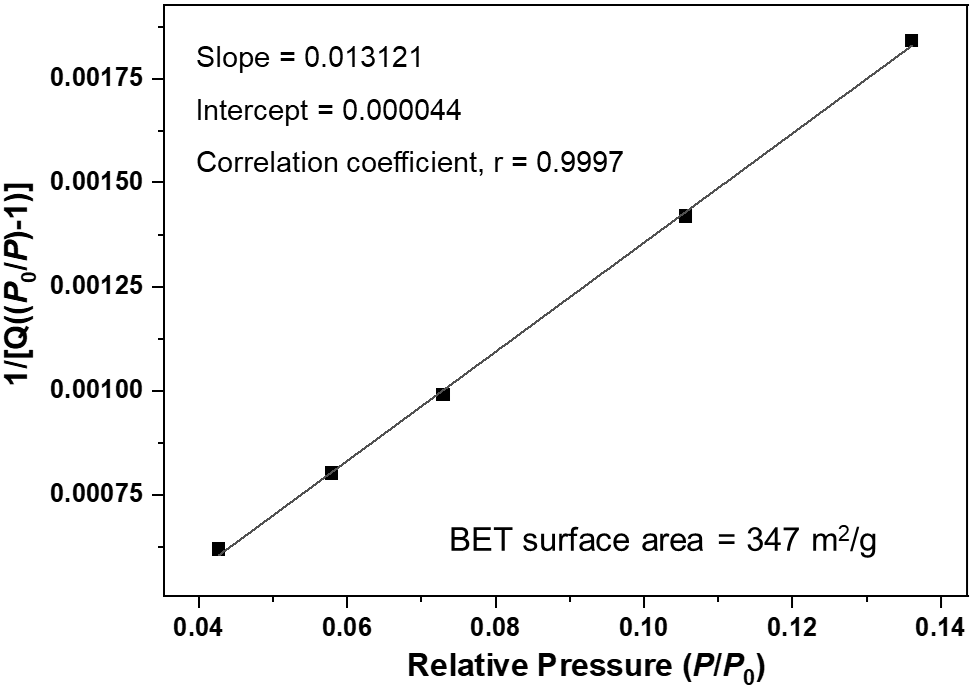 Slope = 0.013121
Intercept = 0.000044
Correlation coefficient, r = 0.9997
0.00175
0.00150
0.00125
0.00100
0.00075
1/[Q((P₀/P)-1)]
BET surface area = 347 m²/g
0.04 0.06 0.08 0.10 0.12 0.14
Relative Pressure (P/P₀)